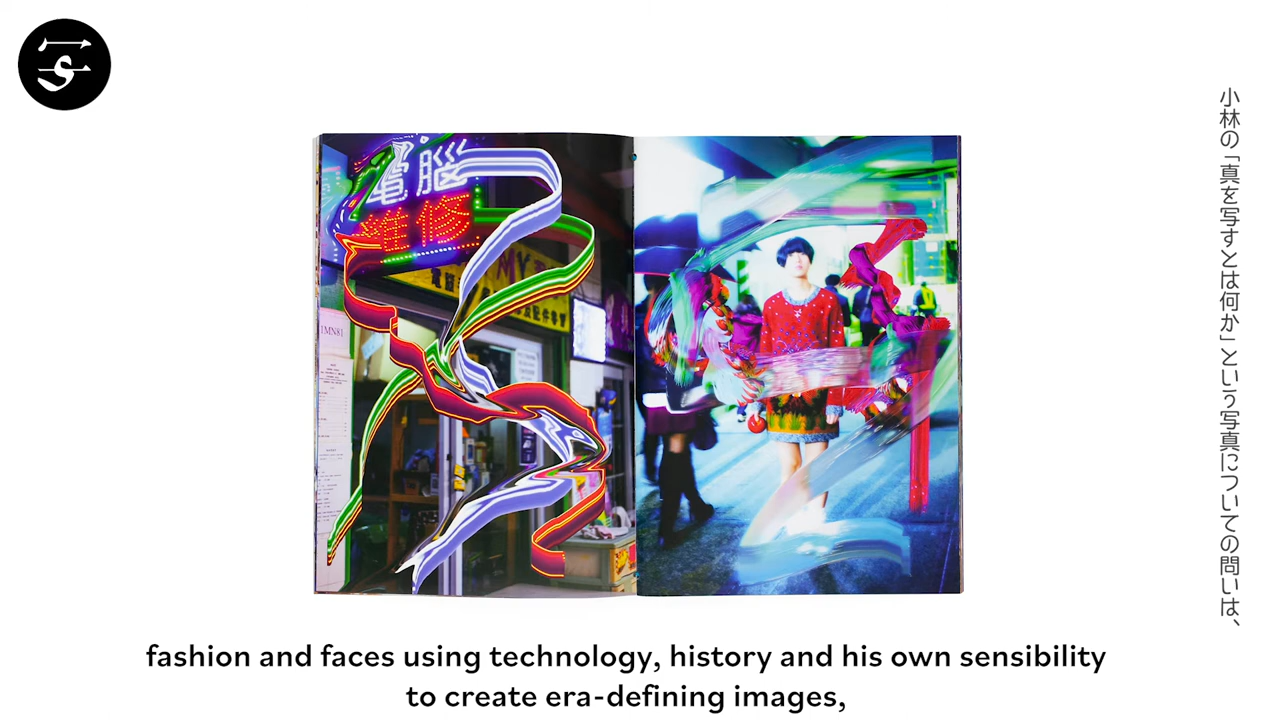 小林の「真を写すとは何か」という写真についての問いは、
電腦
維修
1MN81
fashion and faces using technology, history and his own sensibility
to create era-defining images,